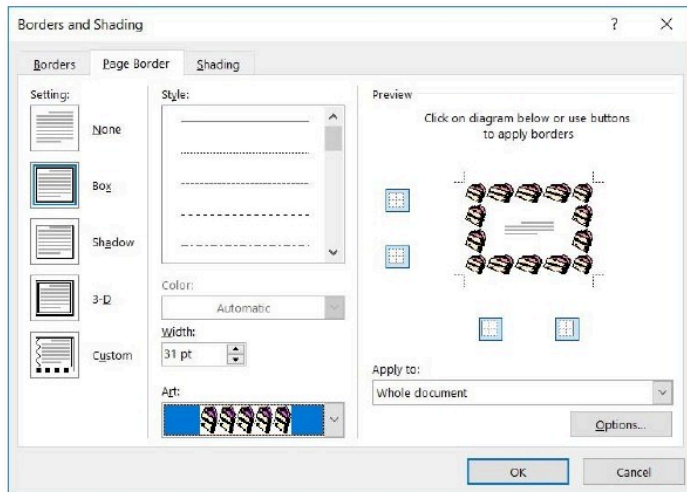 Borders and Shading
?
Borders
Page Border
Shading
Setting:
None
Box
Shadow
3-D
Custom
Style:
Color:
Automatic
Width:
31 pt
Art:
Preview
Click on diagram below or use buttons
to apply borders
Apply to:
Whole document
Options...
OK
Cancel